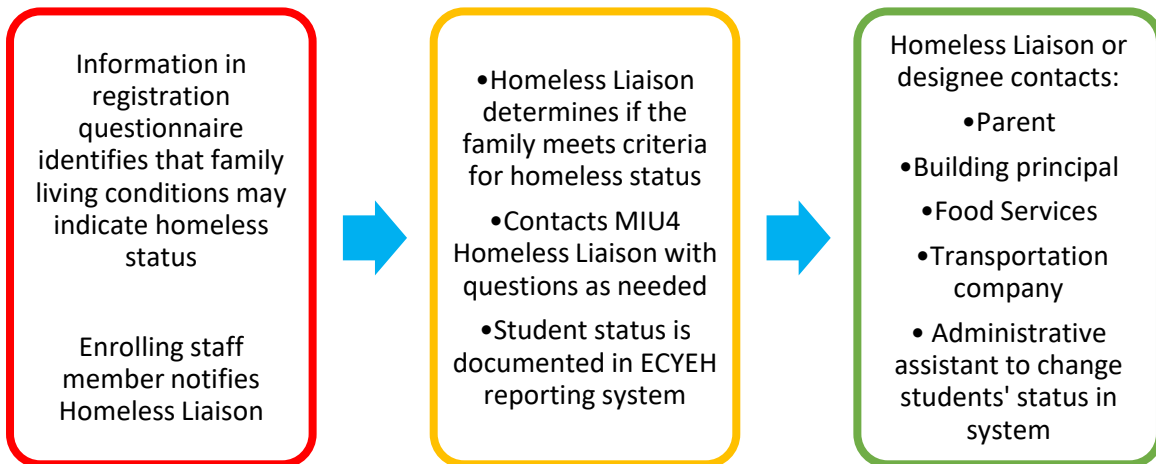 Information in
registration
questionnaire
identifies that family
living conditions may
indicate homeless
status
Enrolling staff
member notifies
Homeless Liaison
•Homeless Liaison
determines if the
family meets criteria
for homeless status
•Contacts MIU4
Homeless Liaison with
questions as needed
•Student status is
documented in ECYEH
reporting system
Homeless Liaison or
designee contacts:
•Parent
•Building principal
•Food Services
•Transportation
company
• Administrative
assistant to change
students' status in
system